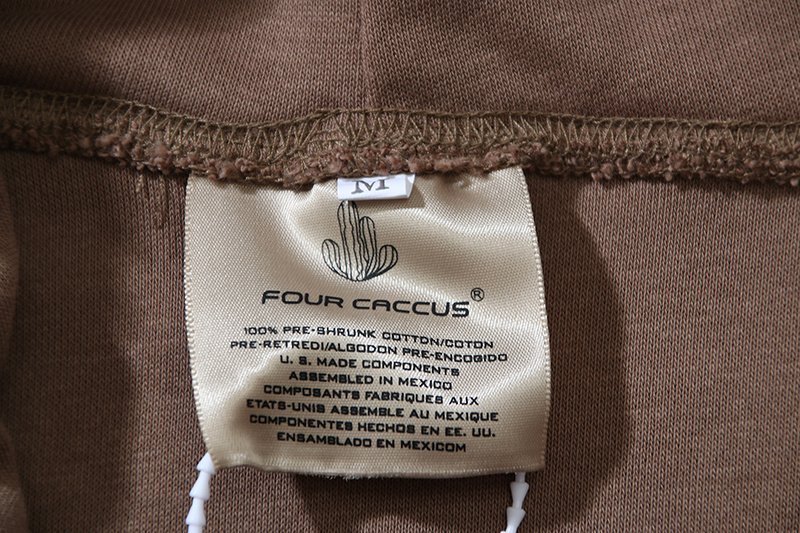 M
FOUR CACCUS®
100% PRE-SHRUNK COTTON/COTON
PRE-RETREDI/ALGODON PRE-ENCOGIDO
U. S. MADE COMPONENTS
ASSEMBLED IN MEXICO
COMPOSANTS FABRIQUES AUX
ETATS-UNIS ASSEMBLE AU MEXIQUE
COMPONENTES HECHOS EN EE. UU.
ENSAMBLADO EN MEXICOM